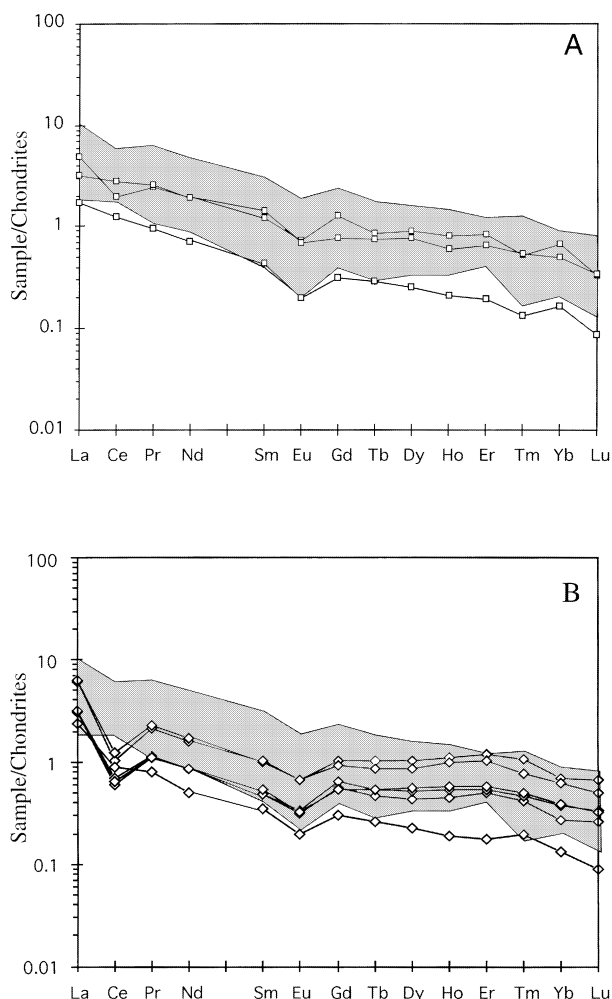 100
A
10
1
0.1
0.01
Sample/Chondrites
La Ce Pr Nd Sm Eu Gd Tb Dy Ho Er Tm Yb Lu
100
B
10
1
0.1
0.01
Sample/Chondrites
La Ce Pr Nd Sm Eu Gd Tb Dy Ho Er Tm Yb Lu